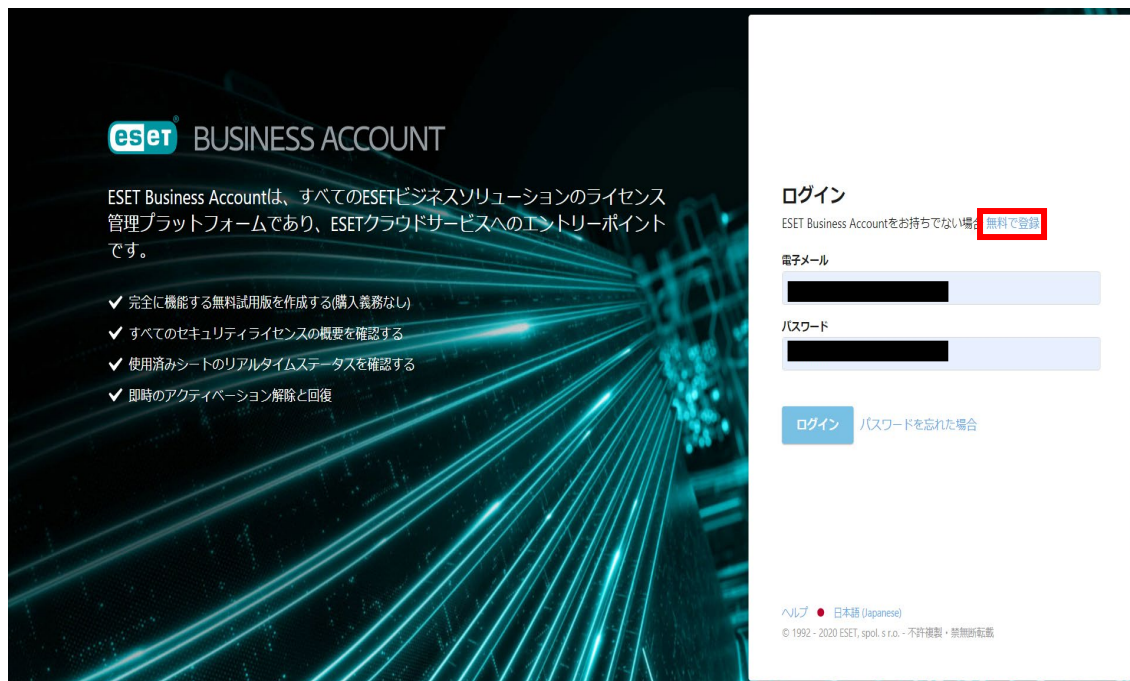 eset® BUSINESS ACCOUNT
ESET Business Accountは、すべてのESETビジネスソリューションのライセンス
管理プラットフォームであり、ESETクラウドサービスへのエントリーポイント
です。
完全に機能する無料試用版を作成する(購入義務なし)
すべてのセキュリティライセンスの概要を確認する
使用済みシートのリアルタイムステータスを確認する
即時のアクティベーション解除と回復
ログイン
ESET Business Accountをお持ちでない場合 無料で登録
電子メール
パスワード
ログイン パスワードを忘れた場合
ヘルプ 日本語 (Japanese)
© 1992 - 2020 ESET, spol. s r.o. - 不許複製・禁無断転載